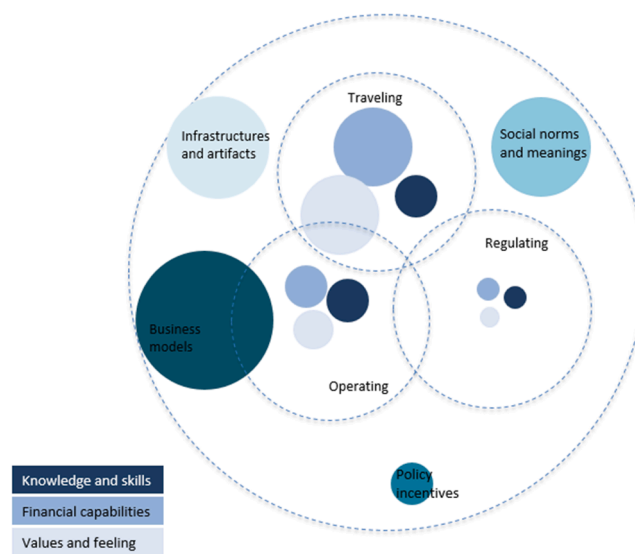 Traveling
Infrastructures
and artifacts
Social norms
and meanings
Regulating
Business
models
Operating
Policy
incentives
Knowledge and skills
Financial capabilities
Values and feeling